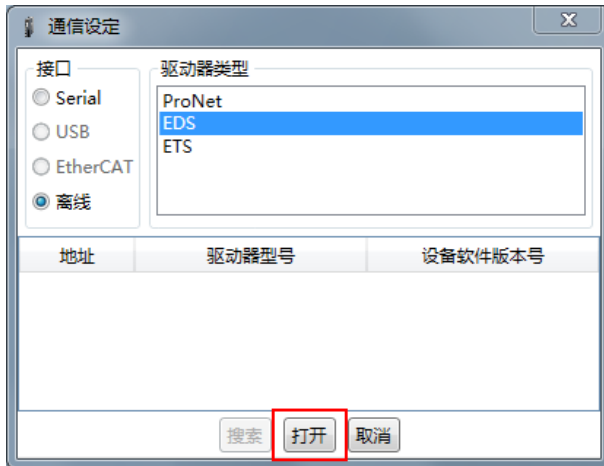 通信设定
接口
Serial
USB
EtherCAT
离线
驱动器类型
ProNet
EDS
ETS
地址 驱动器型号 设备软件版本号
搜索 打开 取消